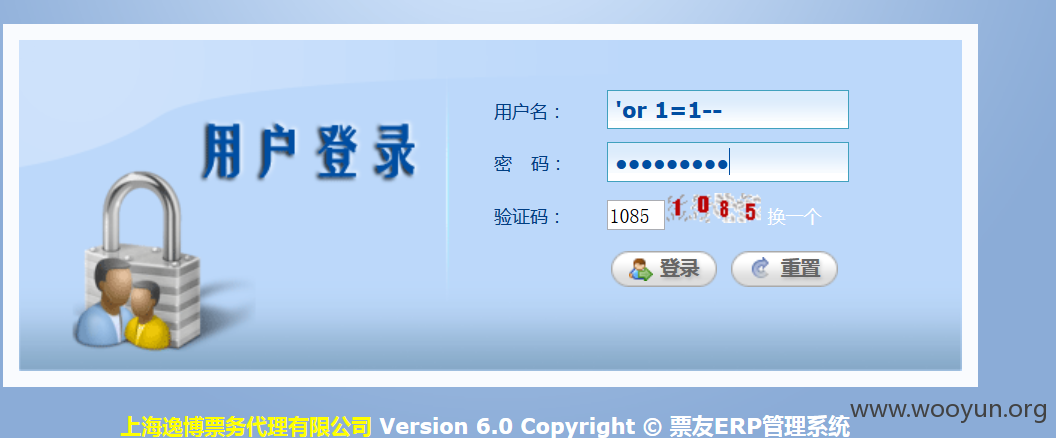 用户登录
用户名：
'or 1=1--
密 码：
●●●●●●●●●
验证码：
1085
1085
换一个
登录
重置
上海逸博票务代理有限公司 Version 6.0 Copyright © 票友ERP管理系统
www.wooyun.org